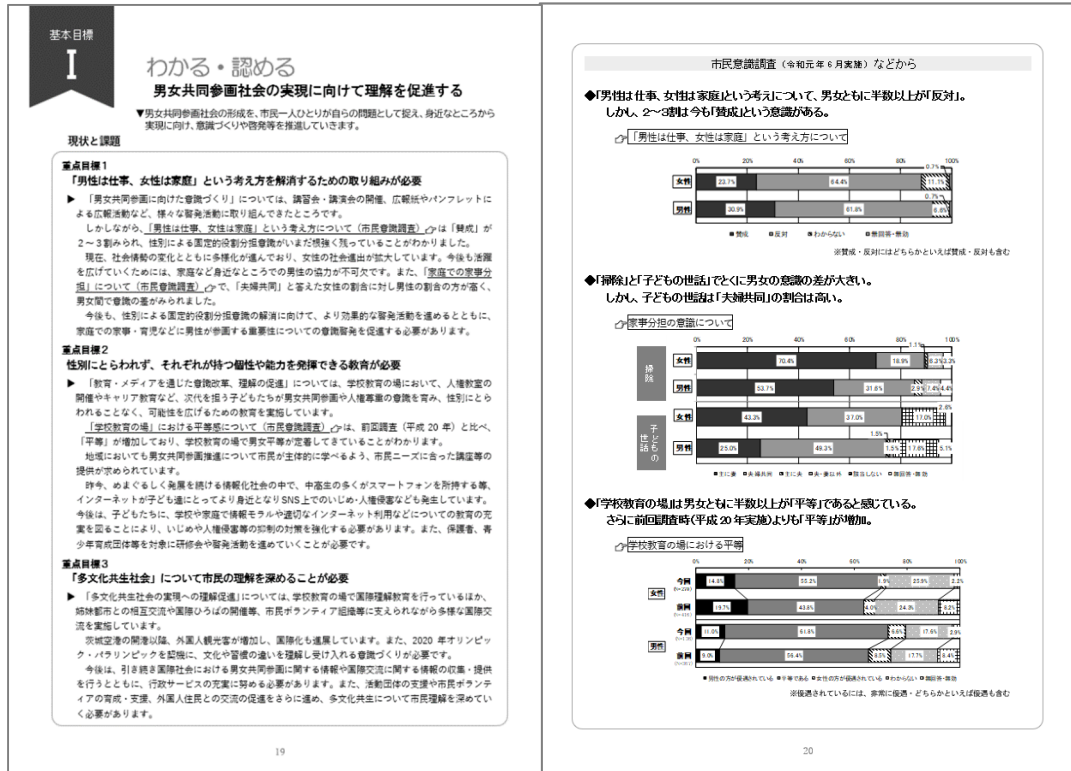 基本目標
I
わかる・認める
男女共同参画社会の実現に向けて理解を促進する
▼男女共同参画社会の形成を、市民一人ひとりが自らの問題として捉え、身近なところから
実現に向け、意識づくりや啓発等を推進していきます。
現状と課題
重点目標1
「男性は仕事、女性は家庭」という考え方を解消するための取り組みが必要
▶ 「男女共同参画に向けた意識づくり」については、講習会・講演会の開催、広報紙やパンフレットに
よる広報活動など、様々な啓発活動に取り組んできたところです。
しかしながら、「男性は仕事、女性は家庭」という考え方について(市民意識調査)☞は「賛成」が
2~3割みられ、性別による固定的役割分担意識がいまだ根強く残っていることがわかりました。
現在、社会情勢の変化とともに多様化が進んでおり、女性の社会進出が拡大しています。今後も活躍
を広げていくためには、家庭など身近なところでの男性の協力が不可欠です。また、「家庭での家事分
担」について(市民意識調査)☞で、「夫婦共同」と答えた女性の割合に対し男性の割合の方が高く、
男女間で意識の差がみられました。
今後も、性別による固定的役割分担意識の解消に向けて、より効果的な啓発活動を進めるとともに、
家庭での家事・育児などに男性が参画する重要性についての意識啓発を促進する必要があります。
重点目標2
性別にとらわれず、それぞれが持つ個性や能力を発揮できる教育が必要
▶ 「教育・メディアを通じた意識改革、理解の促進」については、学校教育の場において、人権教室の
開催やキャリア教育など、次代を担う子どもたちが男女共同参画や人権尊重の意識を育み、性別にとら
われることなく、可能性を広げるための教育を実施しています。
「学校教育の場」における平等感について(市民意識調査)☞は、前回調査(平成20年)と比べ、
「平等」が増加しており、学校教育の場で男女平等が定着してきていることがわかります。
地域においても男女共同参画推進について市民が主体的に学べるよう、市民ニーズに合った講座等の
提供が求められています。
昨今、めまぐるしく発展を続ける情報化社会の中で、中高生の多くがスマートフォンを所持する等、
インターネットが子ども達にとってより身近となりSNS上でのいじめ・人権侵害なども発生しています。
今後は、子どもたちに、学校や家庭で情報モラルや適切なインターネット利用などについての教育の充
実を図ることにより、いじめや人権侵害等の抑制の対策を強化する必要があります。また、保護者、青
少年育成団体等を対象に研修会や啓発活動を進めていくことが必要です。
重点目標3
「多文化共生社会」について市民の理解を深めることが必要
▶ 「多文化共生社会の実現への理解促進」については、学校教育の場で国際理解教育を行っているほか、
姉妹都市との相互交流や国際ひろばの開催等、市民ボランティア組織等に支えられながら多様な国際交
流を実施しています。
茨城空港の開港以降、外国人観光客が増加し、国際化も進展しています。また、2020年オリンピッ
ク・パラリンピックを契機に、文化や習慣の違いを理解し受け入れる意識づくりが必要です。
今後は、引き続き国際社会における男女共同参画に関する情報や国際交流に関する情報の収集・提供
を行うとともに、行政サービスの充実に努める必要があります。また、活動団体の支援や市民ボランテ
ィアの育成・支援、外国人住民との交流の促進をさらに進め、多文化共生について市民理解を深めてい
く必要があります。
19
市民意識調査(令和元年6月実施)などから
◆「男性は仕事、女性は家庭」という考えについて、男女ともに半数以上が「反対」。
しかし、2~3割は今も「賛成」という意識がある。
☞「男性は仕事、女性は家庭」という考え方について
0% 20% 40% 60% 80% 100%
0.7%
女性 23.7% 64.4% 11.1%
0.7%
男性 30.9% 61.8% 6.6%
■賛成 ■反対 わからない 無回答・無効
※賛成・反対にはどちらかといえば賛成・反対も含む
◆「掃除」と「子どもの世話」でとくに男女の意識の差が大きい。
しかし、子どもの世話は「夫婦共同」の割合は高い。
☞家事分担の意識について
0% 20% 40% 60% 80% 100%
1.1%
掃除
女性 70.4% 18.9% 6.3% 3.3%
男性 53.7% 31.6% 2.9% 7.4% 4.4%
子どもの世話
2.6%
女性 43.3% 37.0% 17.0%
1.5%
男性 25.0% 49.3% 1.5% 17.6% 5.1%
■主に妻 ■夫婦共同 主に夫 夫・妻以外 該当しない 無回答・無効
◆「学校教育の場」は男女ともに半数以上が「平等」であると感じている。
さらに前回調査時(平成20年実施)よりも「平等」が増加。
☞学校教育の場における平等
0% 20% 40% 60% 80% 100%
女性
今回 14.8% 55.2% 25.9% 2.2%
前回 19.7% 43.8% 4.0% 24.3% 8.2%
男性
今回 11.0% 61.8% 6.6% 17.6% 2.9%
前回 9.0% 56.4% 8.5% 17.7% 8.4%
■男性の方が優遇されている ■平等である 女性の方が優遇されている わからない 無回答・無効
※優遇されているには、非常に優遇・どちらかといえば優遇も含む
20